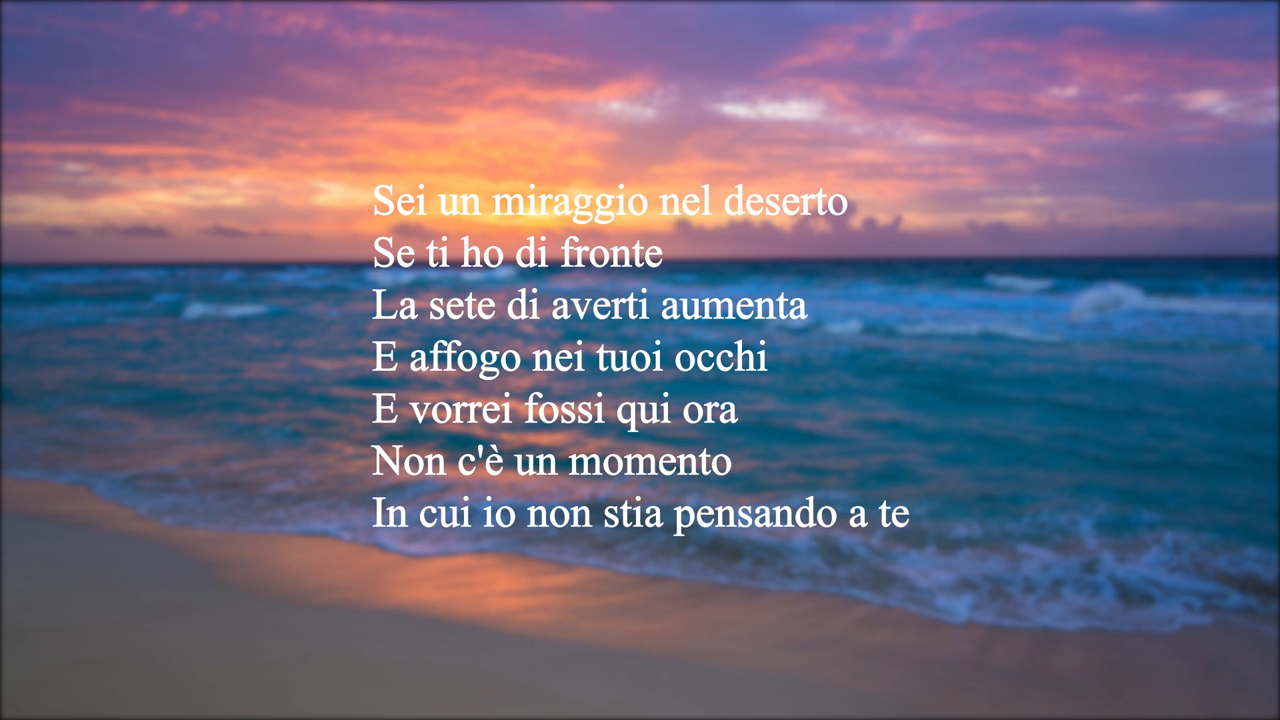 Sei un miraggio nel deserto
Se ti ho di fronte
La sete di averti aumenta
E affogo nei tuoi occhi
E vorrei fossi qui ora
Non c'è un momento
In cui io non stia pensando a te